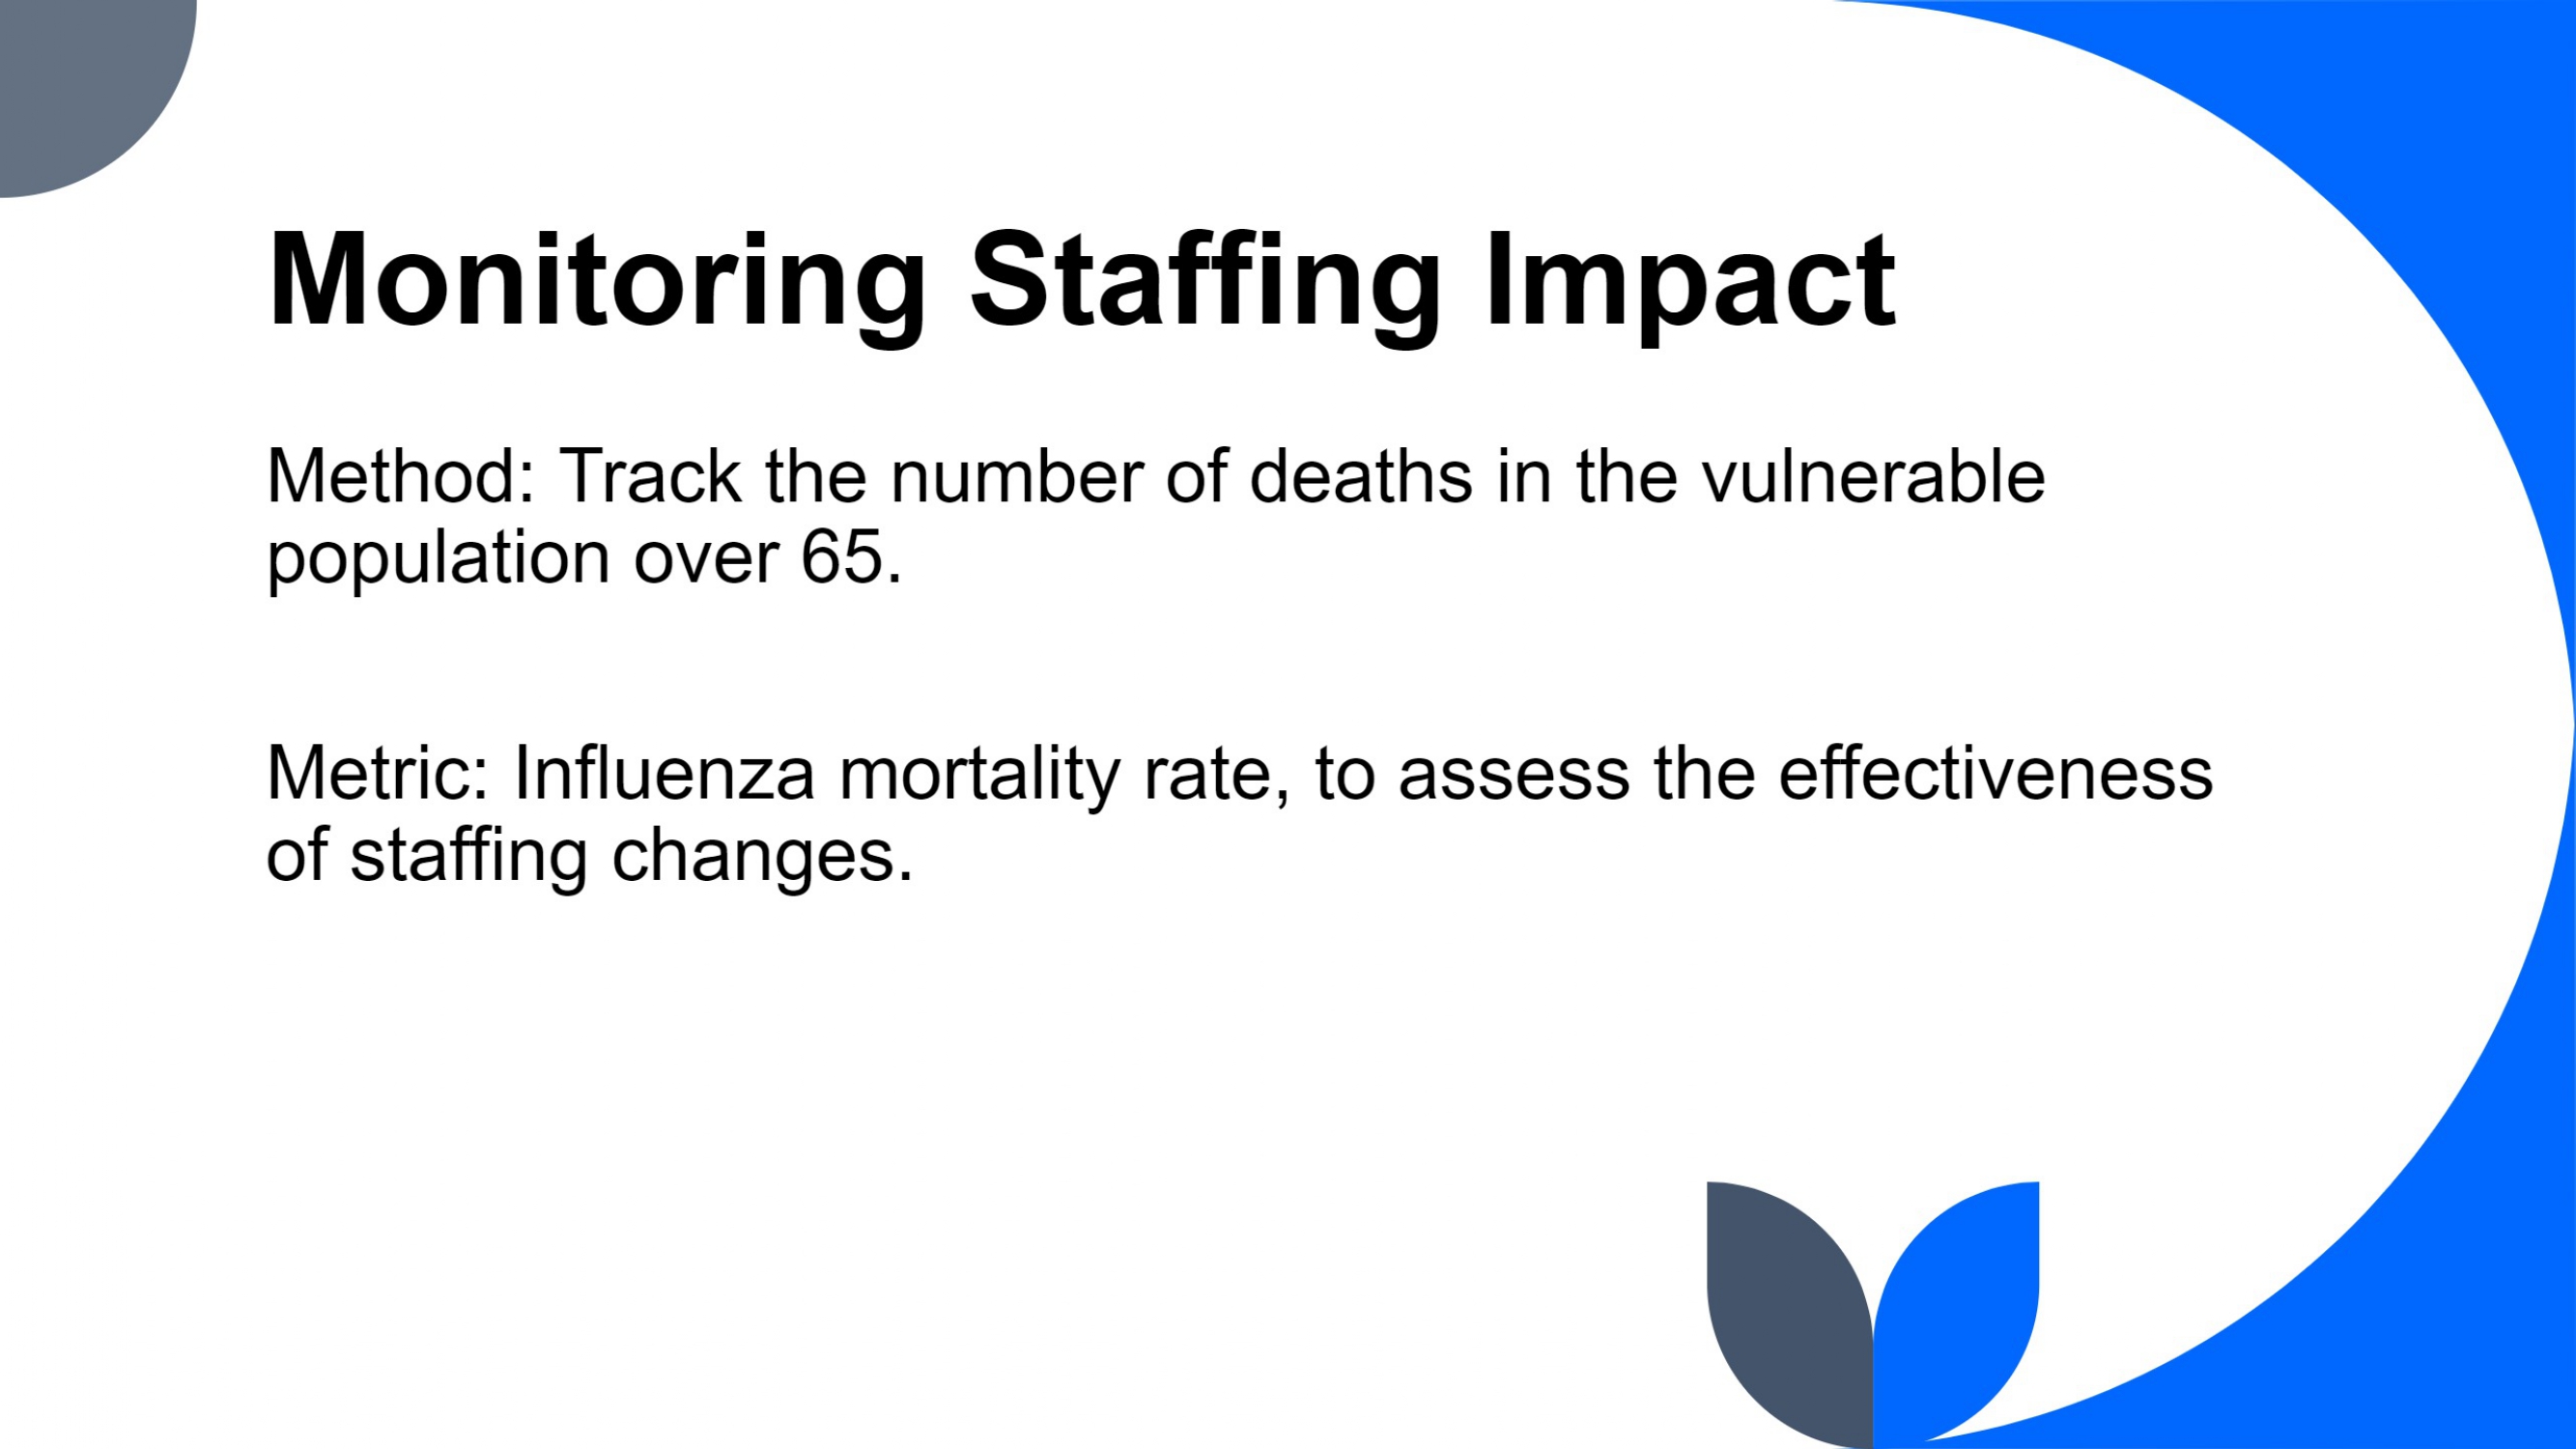 Monitoring Staffing Impact
Method: Track the number of deaths in the vulnerable
population over 65.
Metric: Influenza mortality rate, to assess the effectiveness
of staffing changes.